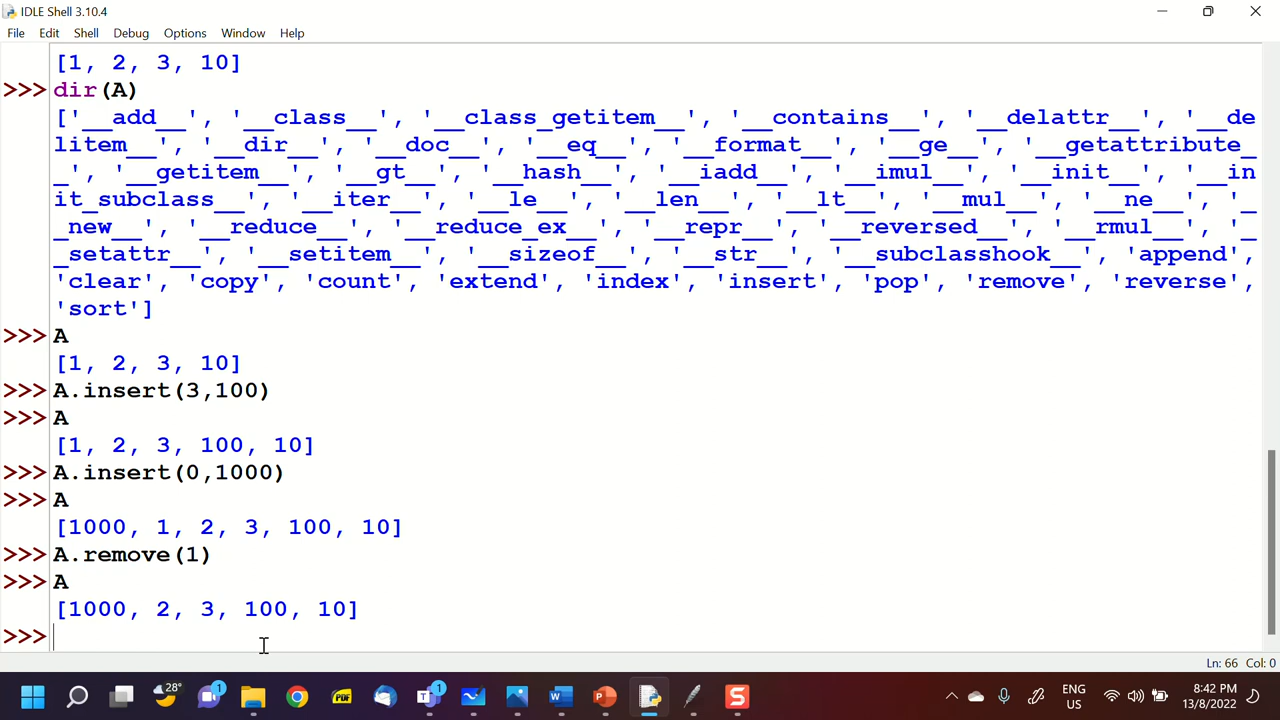 IDLE Shell 3.10.4
File Edit Shell Debug Options Window Help
[1, 2, 3, 10]
>>> dir(A)
['__add__', '__class__', '__class_getitem__', '__contains__', '__delattr__', '__de
litem__', '__dir__', '__doc__', '__eq__', '__format__', '__ge__', '__getattribute_
_', '__getitem__', '__gt__', '__hash__', '__iadd__', '__imul__', '__init__', '__in
it_subclass__', '__iter__', '__le__', '__len__', '__lt__', '__mul__', '__ne__', '_
_new__', '__reduce__', '__reduce_ex__', '__repr__', '__reversed__', '__rmul__', '_
_setattr__', '__setitem__', '__sizeof__', '__str__', '__subclasshook__', 'append',
'clear', 'copy', 'count', 'extend', 'index', 'insert', 'pop', 'remove', 'reverse',
'sort']
>>> A
[1, 2, 3, 10]
>>> A.insert(3,100)
>>> A
[1, 2, 3, 100, 10]
>>> A.insert(0,1000)
>>> A
[1000, 1, 2, 3, 100, 10]
>>> A.remove(1)
>>> A
[1000, 2, 3, 100, 10]
>>>
Ln: 66 Col: 0
28° 1 PDF 1 W P S ENG 8:42 PM
US 13/8/2022